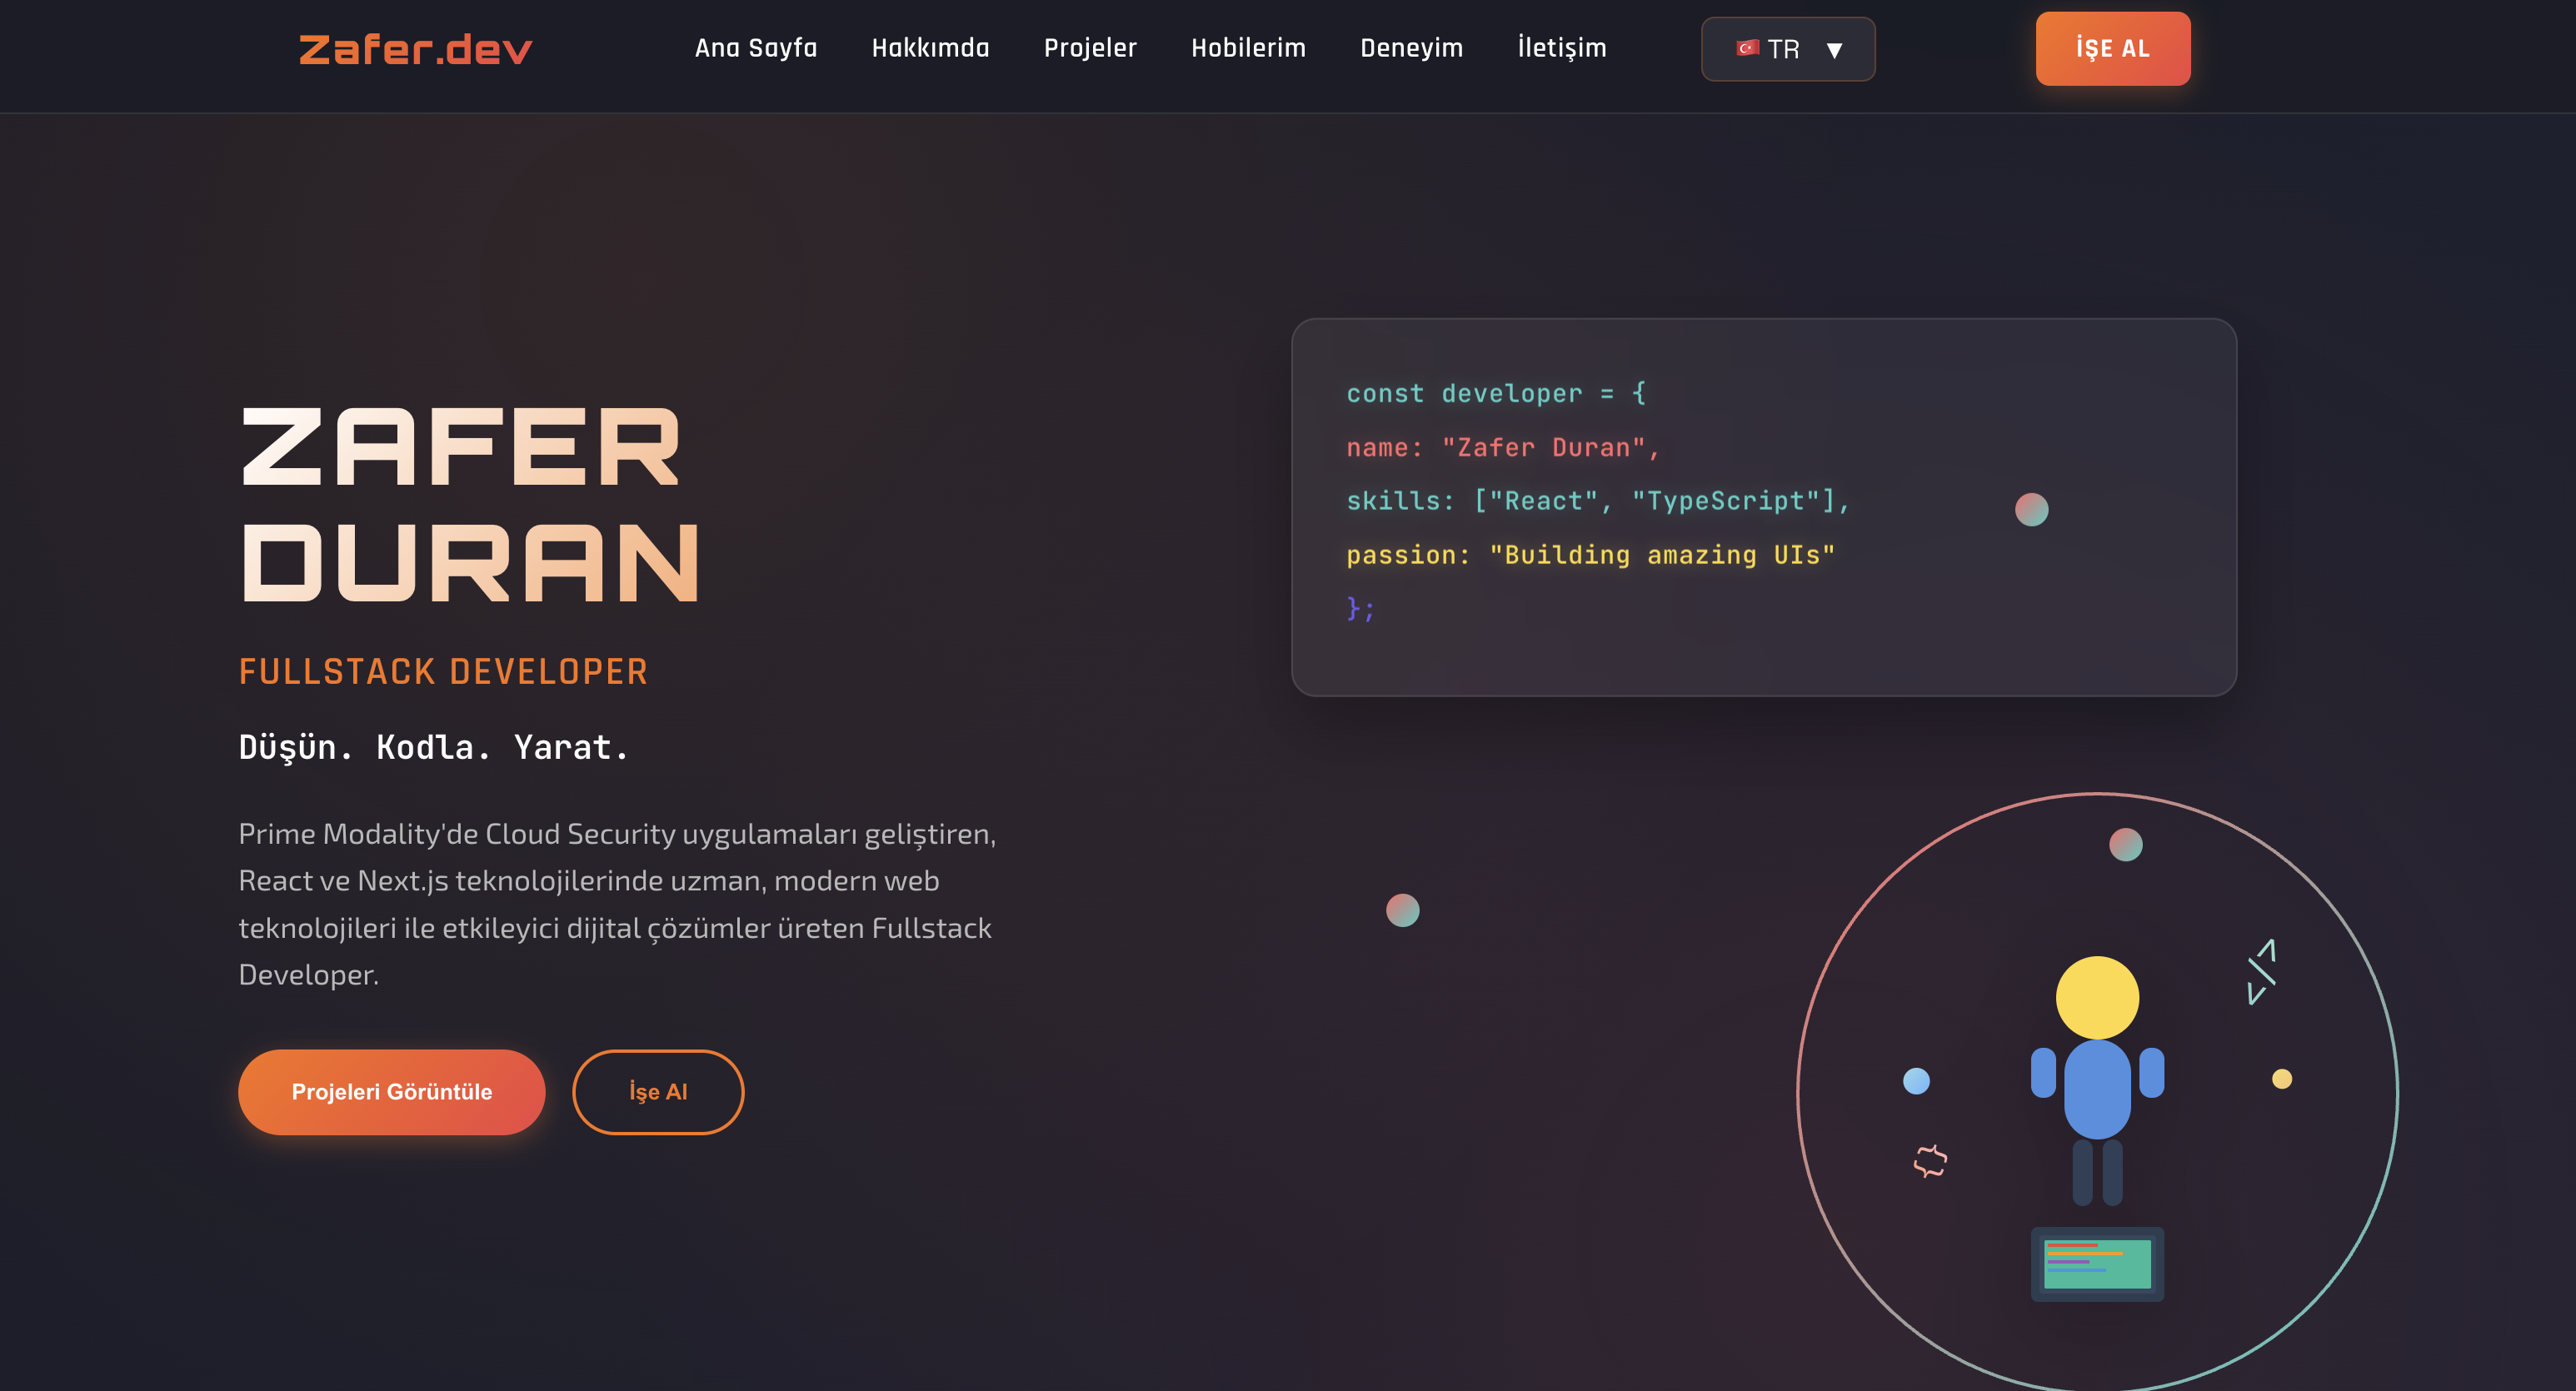 Zafer.dev
Ana Sayfa
Hakkımda
Projeler
Hobilerim
Deneyim
İletişim
🇹🇷 TR ▼
İŞE AL
ZAFER
DURAN
FULLSTACK DEVELOPER
Düşün. Kodla. Yarat.
Prime Modality'de Cloud Security uygulamaları geliştiren,
React ve Next.js teknolojilerinde uzman, modern web
teknolojileri ile etkileyici dijital çözümler üreten Fullstack
Developer.
Projeleri Görüntüle
İşe Al
const developer = {
name: "Zafer Duran",
skills: ["React", "TypeScript"],
passion: "Building amazing UIs"
};
</>
{}